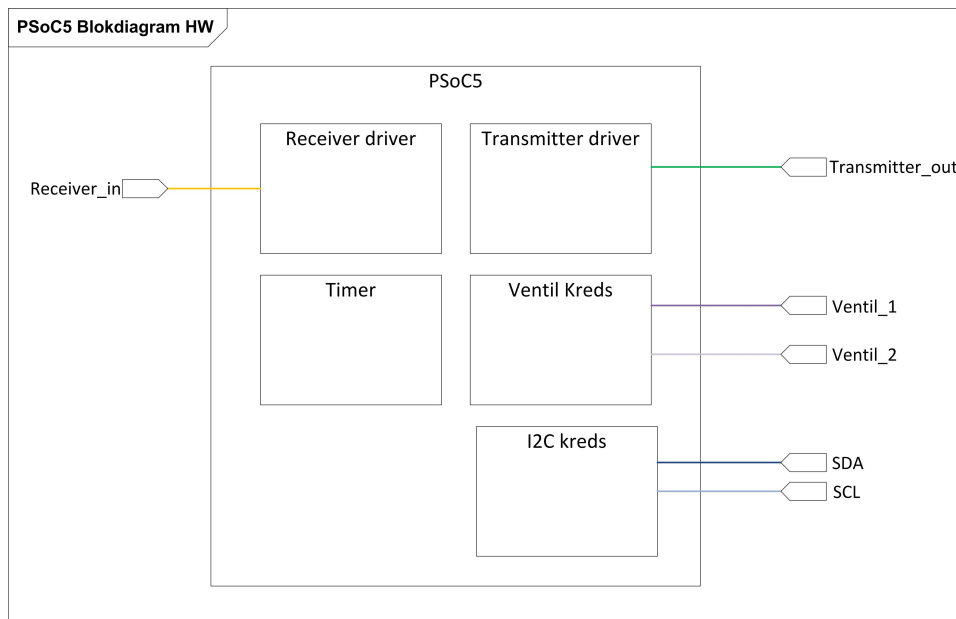 PSoC5 Blokdiagram HW
PSoC5
Receiver driver
Transmitter driver
Receiver_in
Transmitter_out
Timer
Ventil Kreds
Ventil_1
Ventil_2
I2C kreds
SDA
SCL